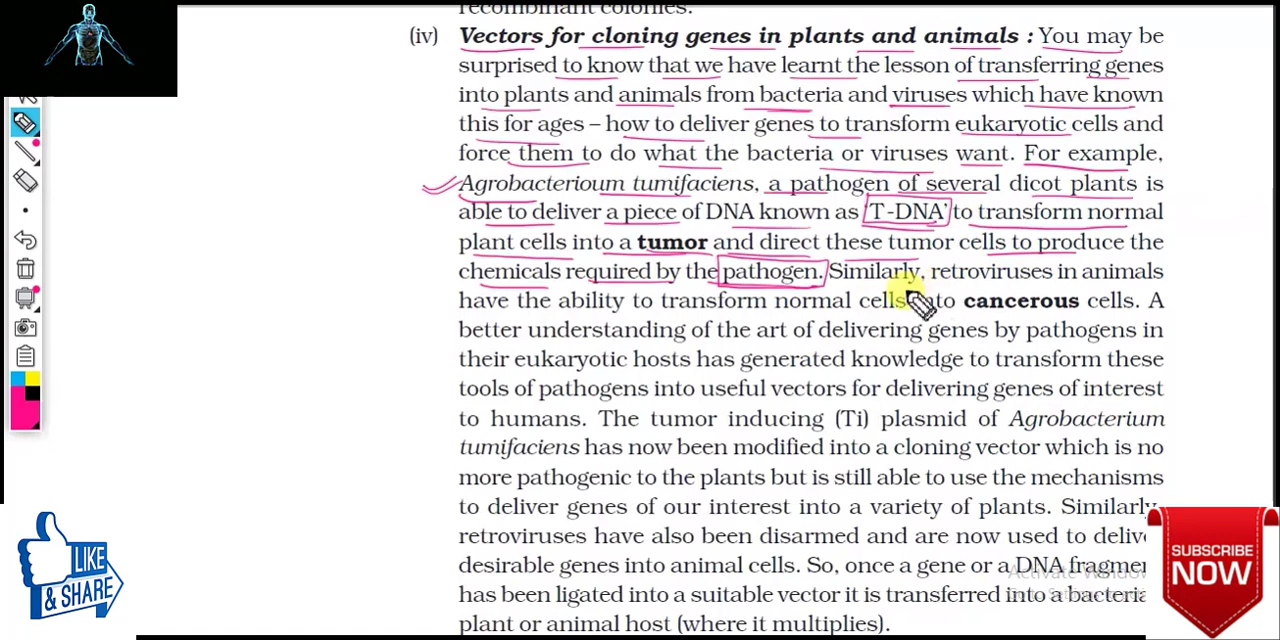 recombinant colonies.
(iv) Vectors for cloning genes in plants and animals : You may be
surprised to know that we have learnt the lesson of transferring genes
into plants and animals from bacteria and viruses which have known
this for ages – how to deliver genes to transform eukaryotic cells and
force them to do what the bacteria or viruses want. For example,
Agrobacterioum tumifaciens, a pathogen of several dicot plants is
able to deliver a piece of DNA known as 'T-DNA' to transform normal
plant cells into a tumor and direct these tumor cells to produce the
chemicals required by the pathogen. Similarly, retroviruses in animals
have the ability to transform normal cells into cancerous cells. A
better understanding of the art of delivering genes by pathogens in
their eukaryotic hosts has generated knowledge to transform these
tools of pathogens into useful vectors for delivering genes of interest
to humans. The tumor inducing (Ti) plasmid of Agrobacterium
tumifaciens has now been modified into a cloning vector which is no
more pathogenic to the plants but is still able to use the mechanisms
to deliver genes of our interest into a variety of plants. Similarly,
retroviruses have also been disarmed and are now used to deliv
desirable genes into animal cells. So, once a gene or a DNA fragmen
has been ligated into a suitable vector it is transferred into a bacteria
plant or animal host (where it multiplies).
LIKE
& SHARE
SUBSCRIBE
NOW
Activate Window